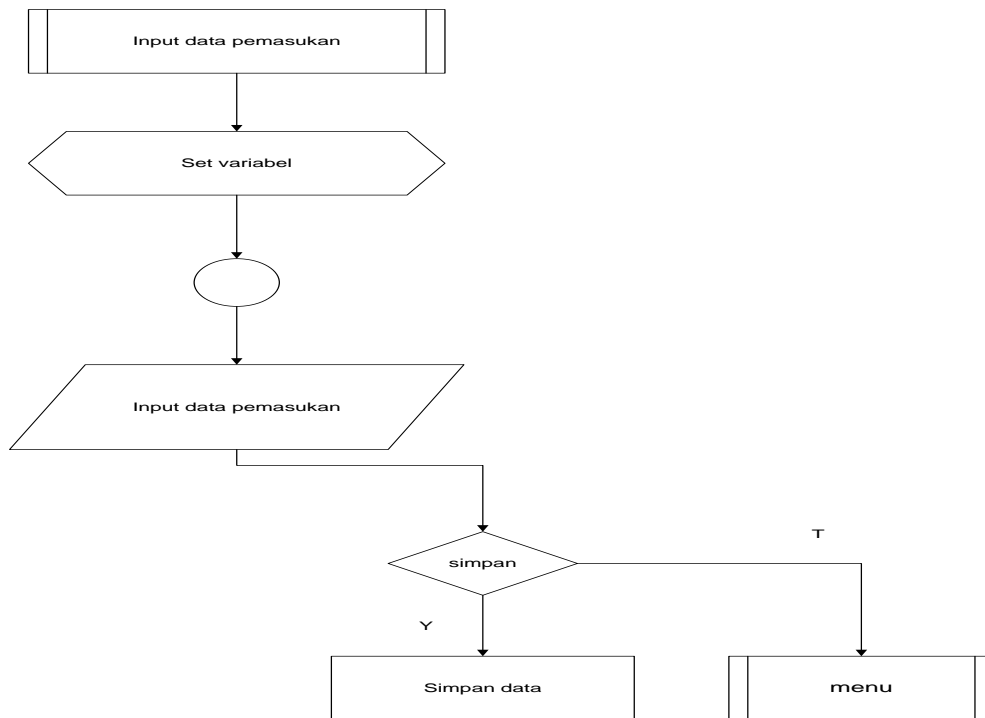 Input data pemasukan
Set variabel
Input data pemasukan
T
simpan
Y
Simpan data
menu